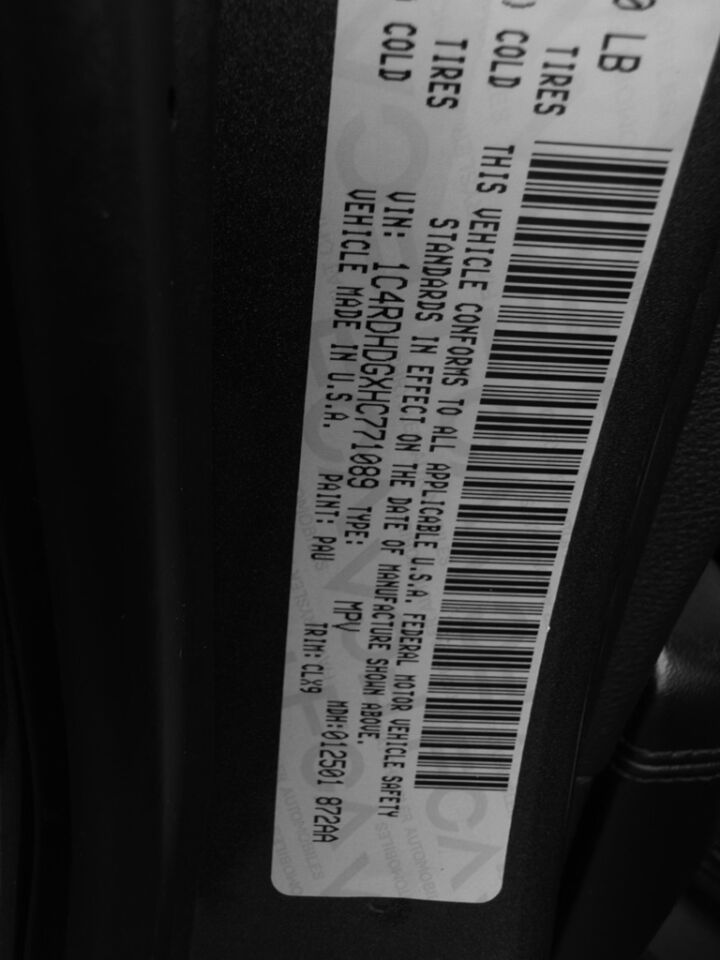 0 LB
TIRES
) COLD
TIRES
) COLD
THIS VEHICLE CONFORMS TO ALL APPLICABLE U.S.A. FEDERAL MOTOR VEHICLE SAFETY
STANDARDS IN EFFECT ON THE DATE OF MANUFACTURE SHOWN ABOVE.
VIN: 1C4RDHDGXHC771089 TYPE: MPV MDH:012501 872AA
VEHICLE MADE IN U.S.A. PAINT: PAU TRIM: CLX9